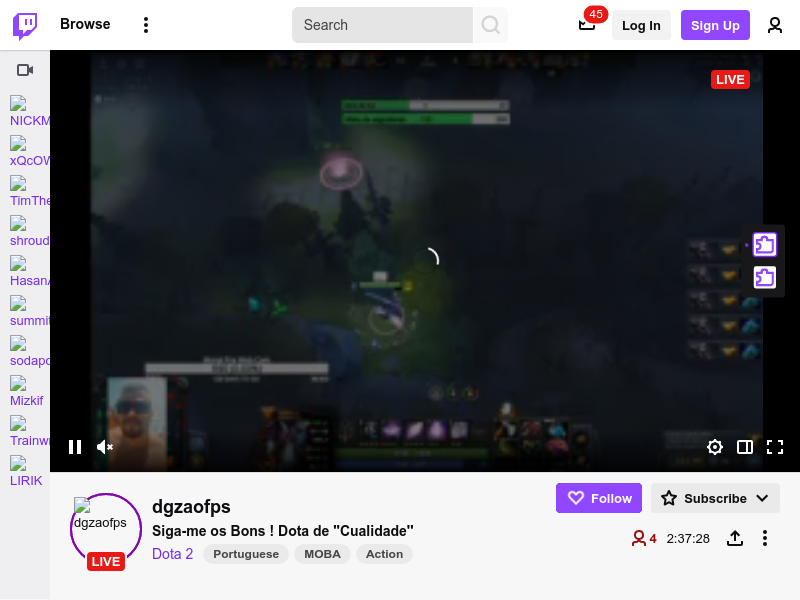 Browse
Search
45
Log In
Sign Up
LIVE
NICKM
xQcOW
TimThe
shroud
HasanA
summit
sodapo
Mizkif
Trainw
LIRIK
dgzaofps
LIVE
dgzaofps
Siga-me os Bons ! Dota de "Cualidade"
Dota 2
Portuguese
MOBA
Action
Follow
Subscribe
4
2:37:28